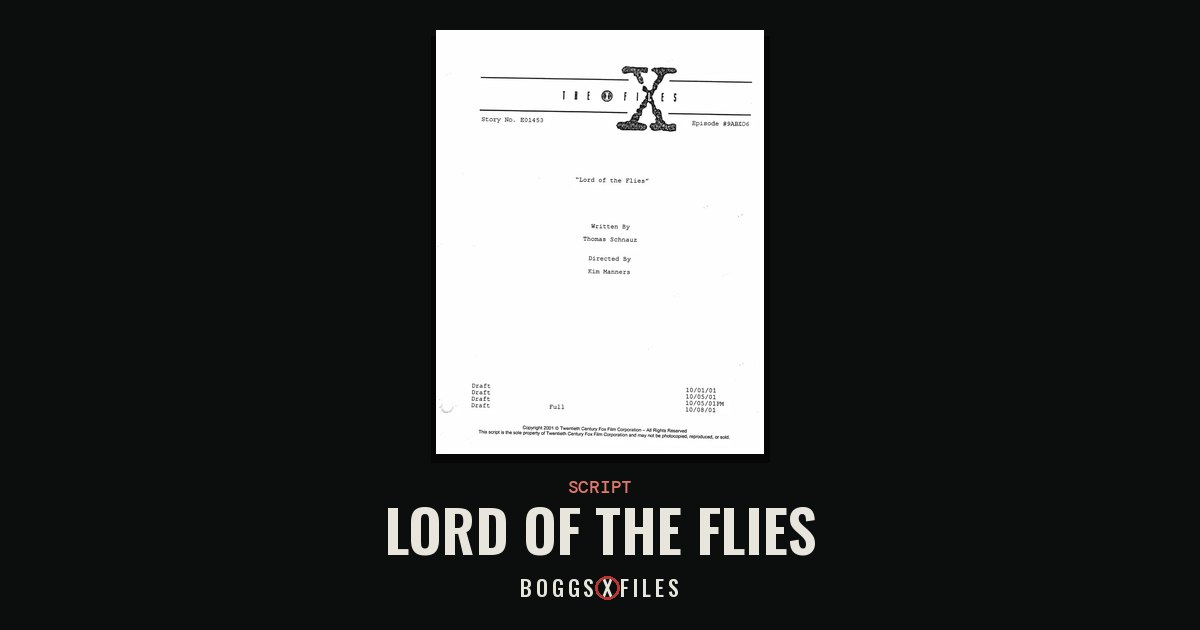 THE FILES
X
Story No. E01453
Episode #9ABX06
"Lord of the Flies"
Written By
Thomas Schnauz
Directed By
Kim Manners
Draft 10/01/01
Draft 10/05/01
Draft 10/05/01PM
Draft Full 10/08/01
Copyright 2001 © Twentieth Century Fox Film Corporation – All Rights Reserved
This script is the sole property of Twentieth Century Fox Film Corporation and may not be photocopied, reproduced, or sold.
SCRIPT
LORD OF THE FLIES
BOGGSXFILES